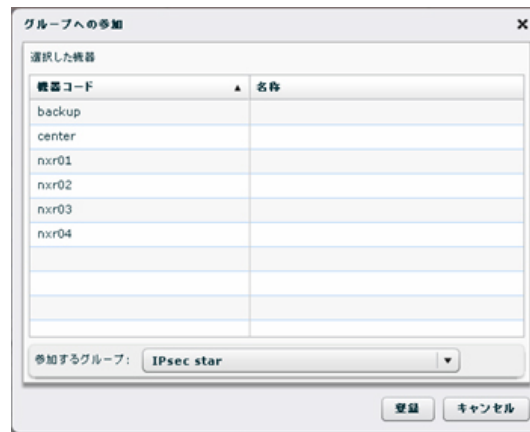 グループへの参加
選択した機器
機器コード ▲ 名称
backup
center
nxr01
nxr02
nxr03
nxr04
参加するグループ: IPsec star
登録 キャンセル